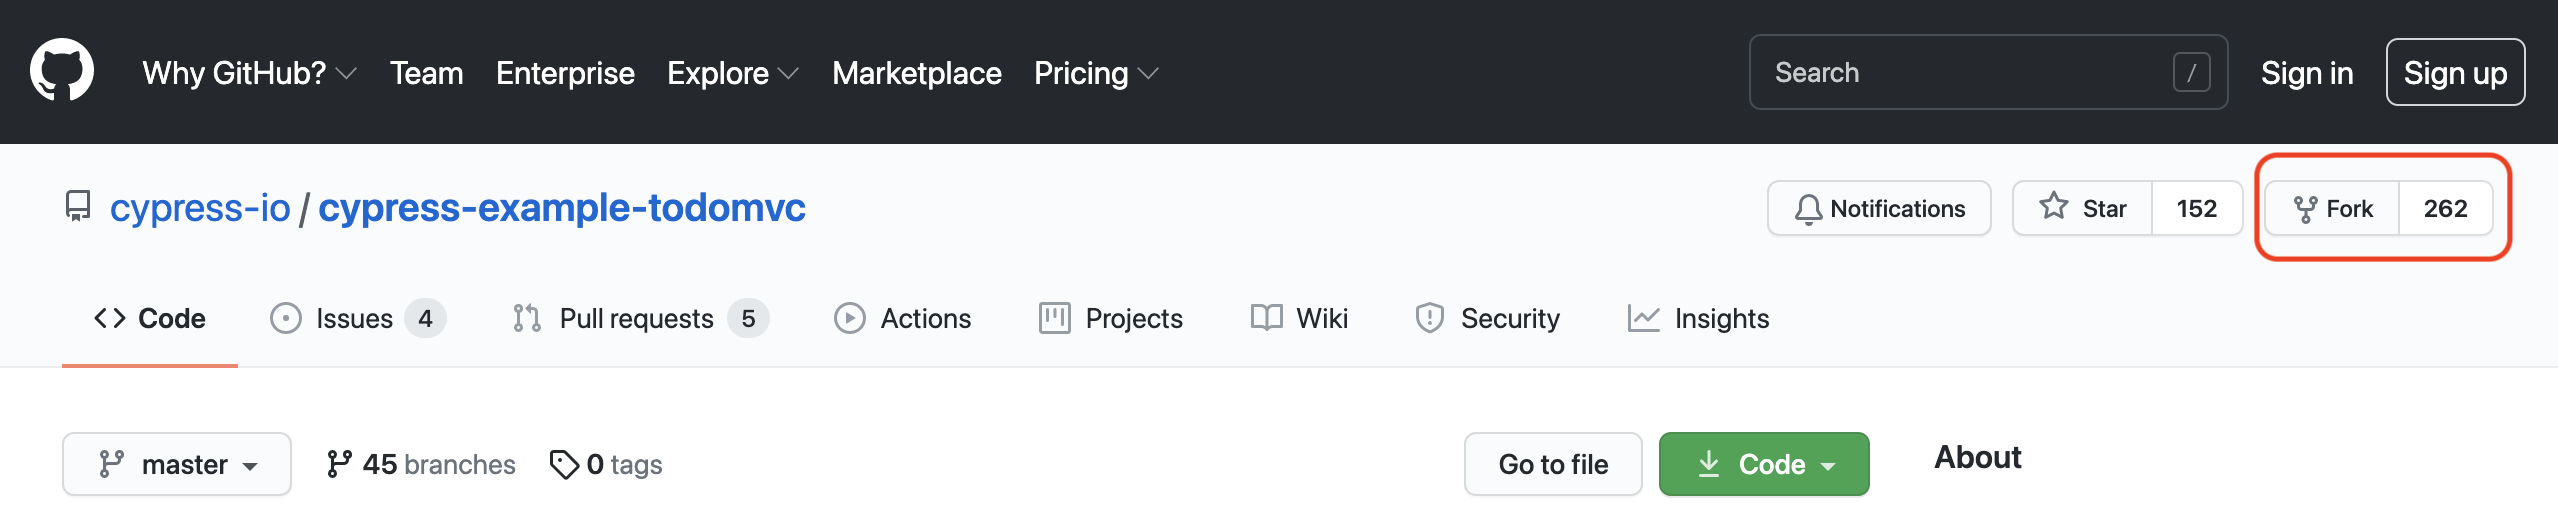 Why GitHub? Team Enterprise Explore Marketplace Pricing Search / Sign in Sign up
cypress-io / cypress-example-todomvc Notifications Star 152 Fork 262
Code Issues 4 Pull requests 5 Actions Projects Wiki Security Insights
master 45 branches 0 tags Go to file Code About